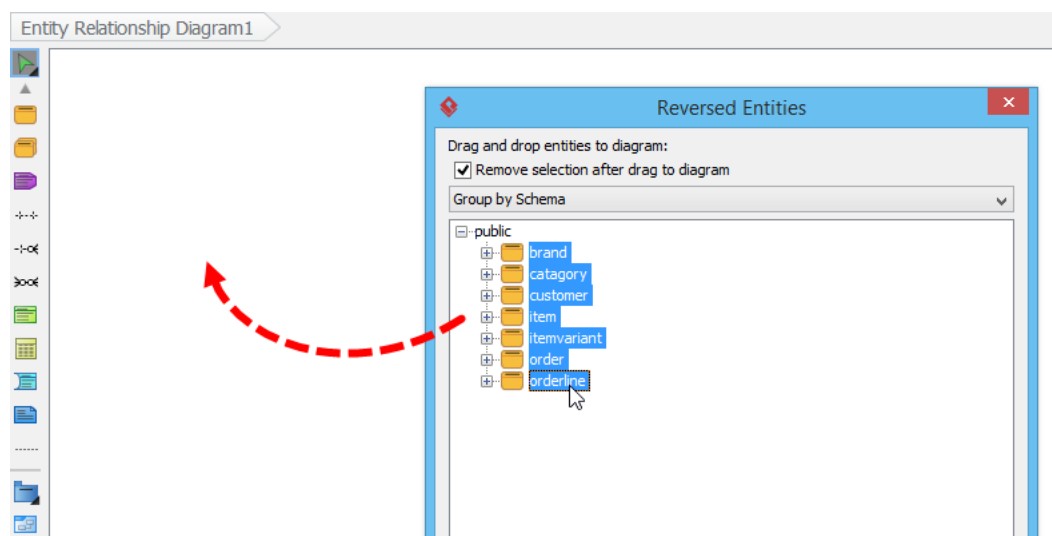 Entity Relationship Diagram1
Reversed Entities
Drag and drop entities to diagram:
Remove selection after drag to diagram
Group by Schema
public
brand
catagory
customer
item
itemvariant
order
orderline